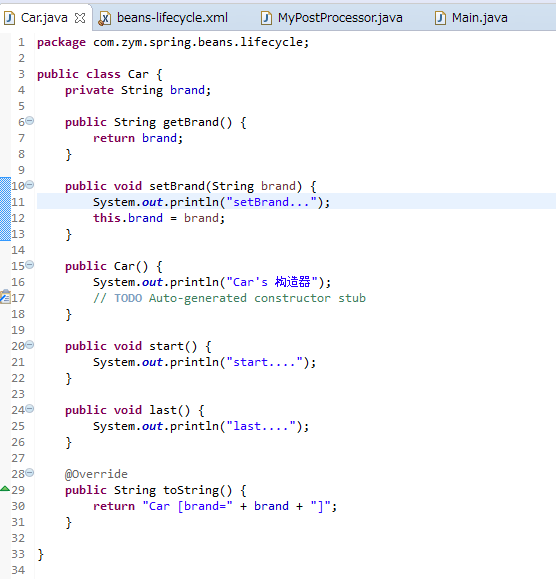 Car.java beans-lifecycle.xml MyPostProcessor.java Main.java
1 package com.zym.spring.beans.lifecycle;
2
3 public class Car {
4     private String brand;
5
6     public String getBrand() {
7         return brand;
8     }
9
10     public void setBrand(String brand) {
11         System.out.println("setBrand...");
12         this.brand = brand;
13     }
14
15     public Car() {
16         System.out.println("Car's 构造器");
17         // TODO Auto-generated constructor stub
18     }
19
20     public void start() {
21         System.out.println("start....");
22     }
23
24     public void last() {
25         System.out.println("last....");
26     }
27
28     @Override
29     public String toString() {
30         return "Car [brand=" + brand + "]";
31     }
32
33 }
34